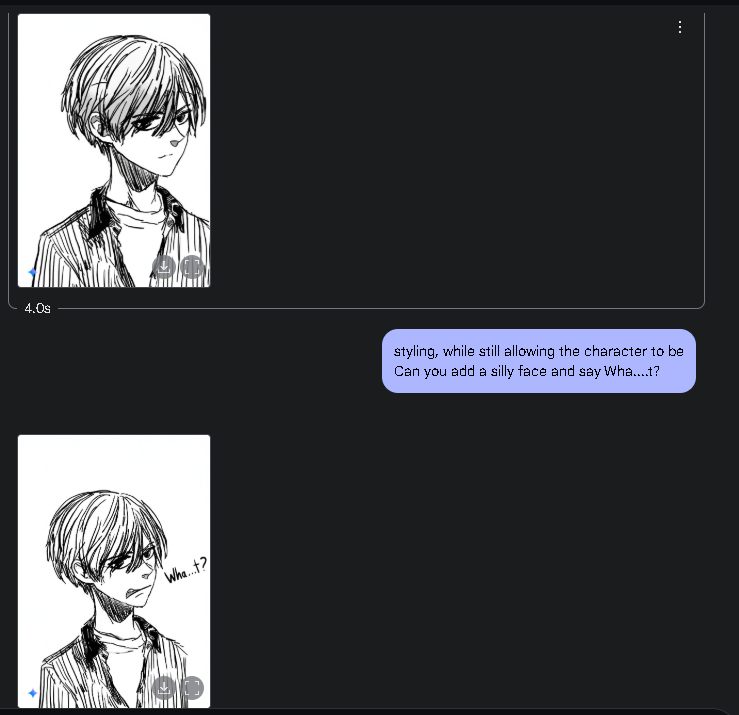 4.0s
styling, while still allowing the character to be
Can you add a silly face and say Wha....t?
Wha...t?